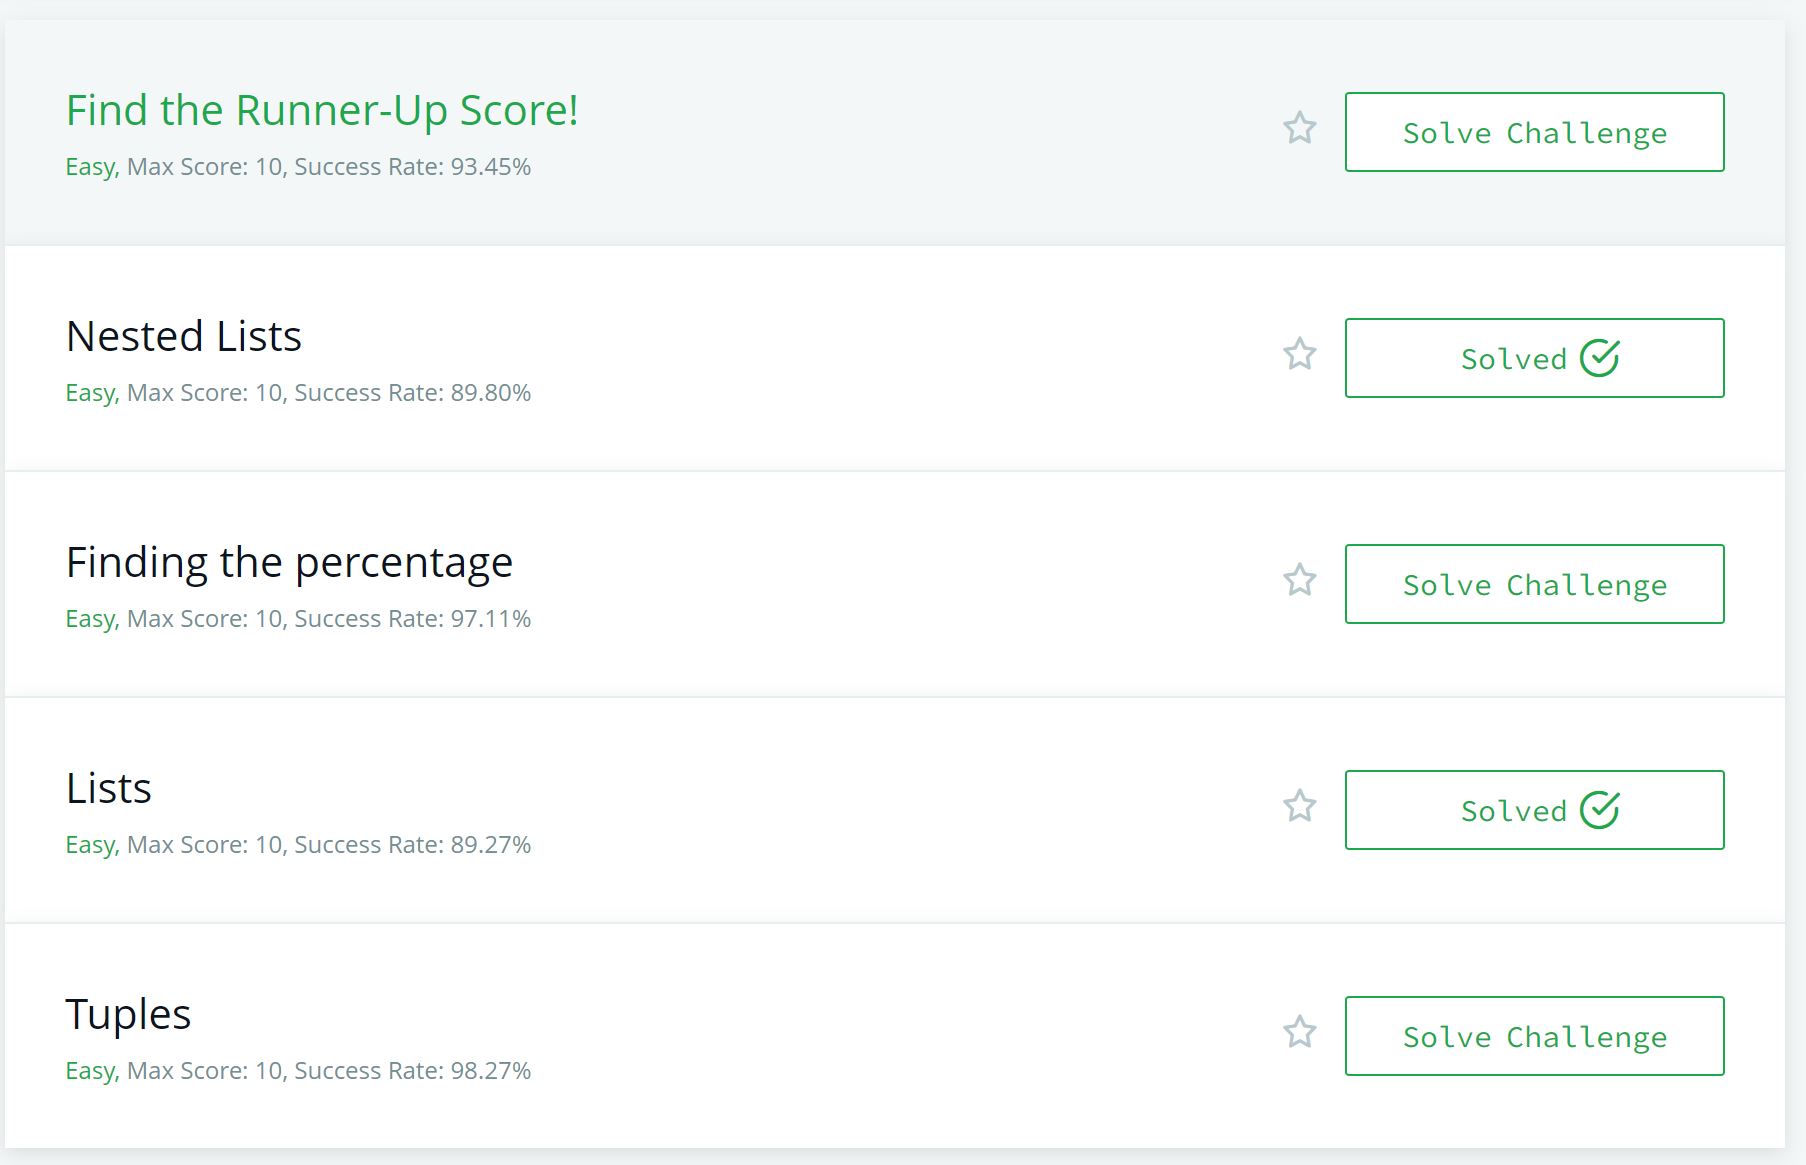 Find the Runner-Up Score!
Easy, Max Score: 10, Success Rate: 93.45%
Solve Challenge
Nested Lists
Easy, Max Score: 10, Success Rate: 89.80%
Solved
Finding the percentage
Easy, Max Score: 10, Success Rate: 97.11%
Solve Challenge
Lists
Easy, Max Score: 10, Success Rate: 89.27%
Solved
Tuples
Easy, Max Score: 10, Success Rate: 98.27%
Solve Challenge